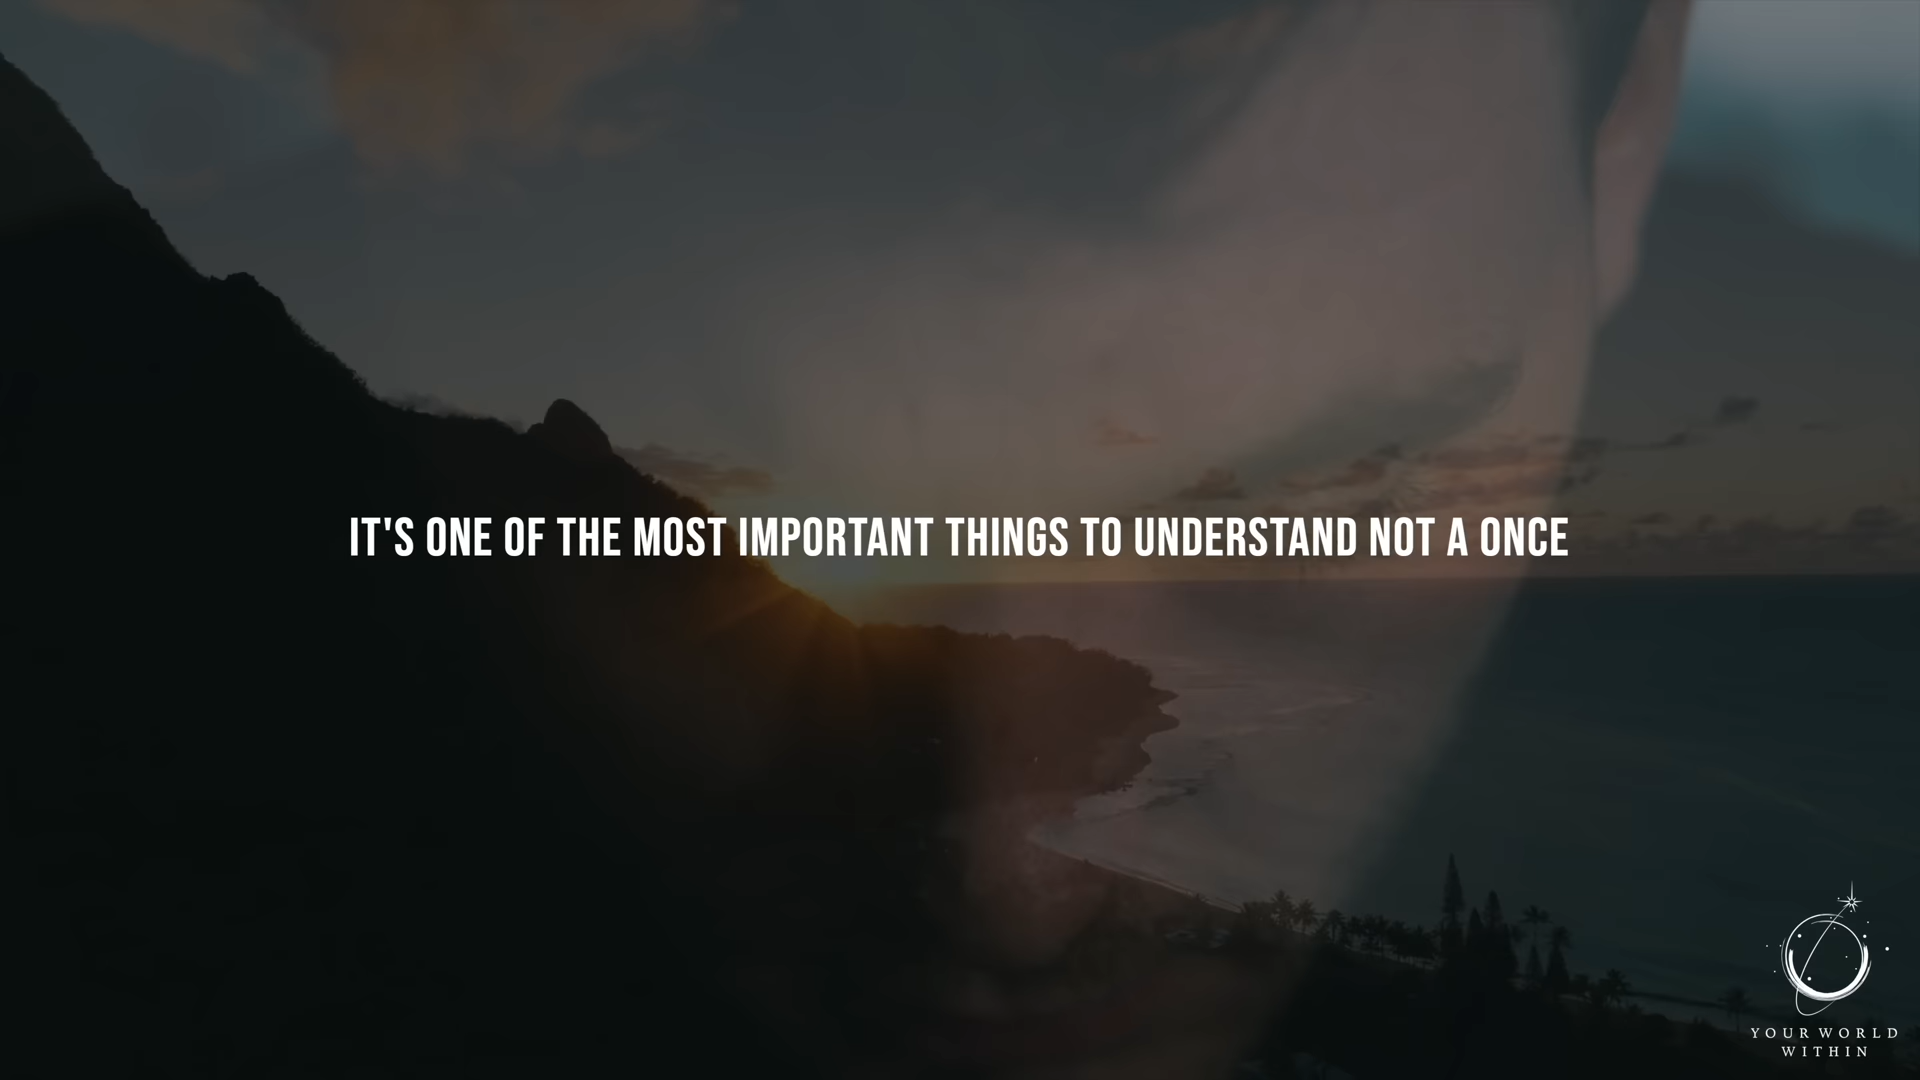 IT'S ONE OF THE MOST IMPORTANT THINGS TO UNDERSTAND NOT A ONCE
YOUR WORLD
WITHIN